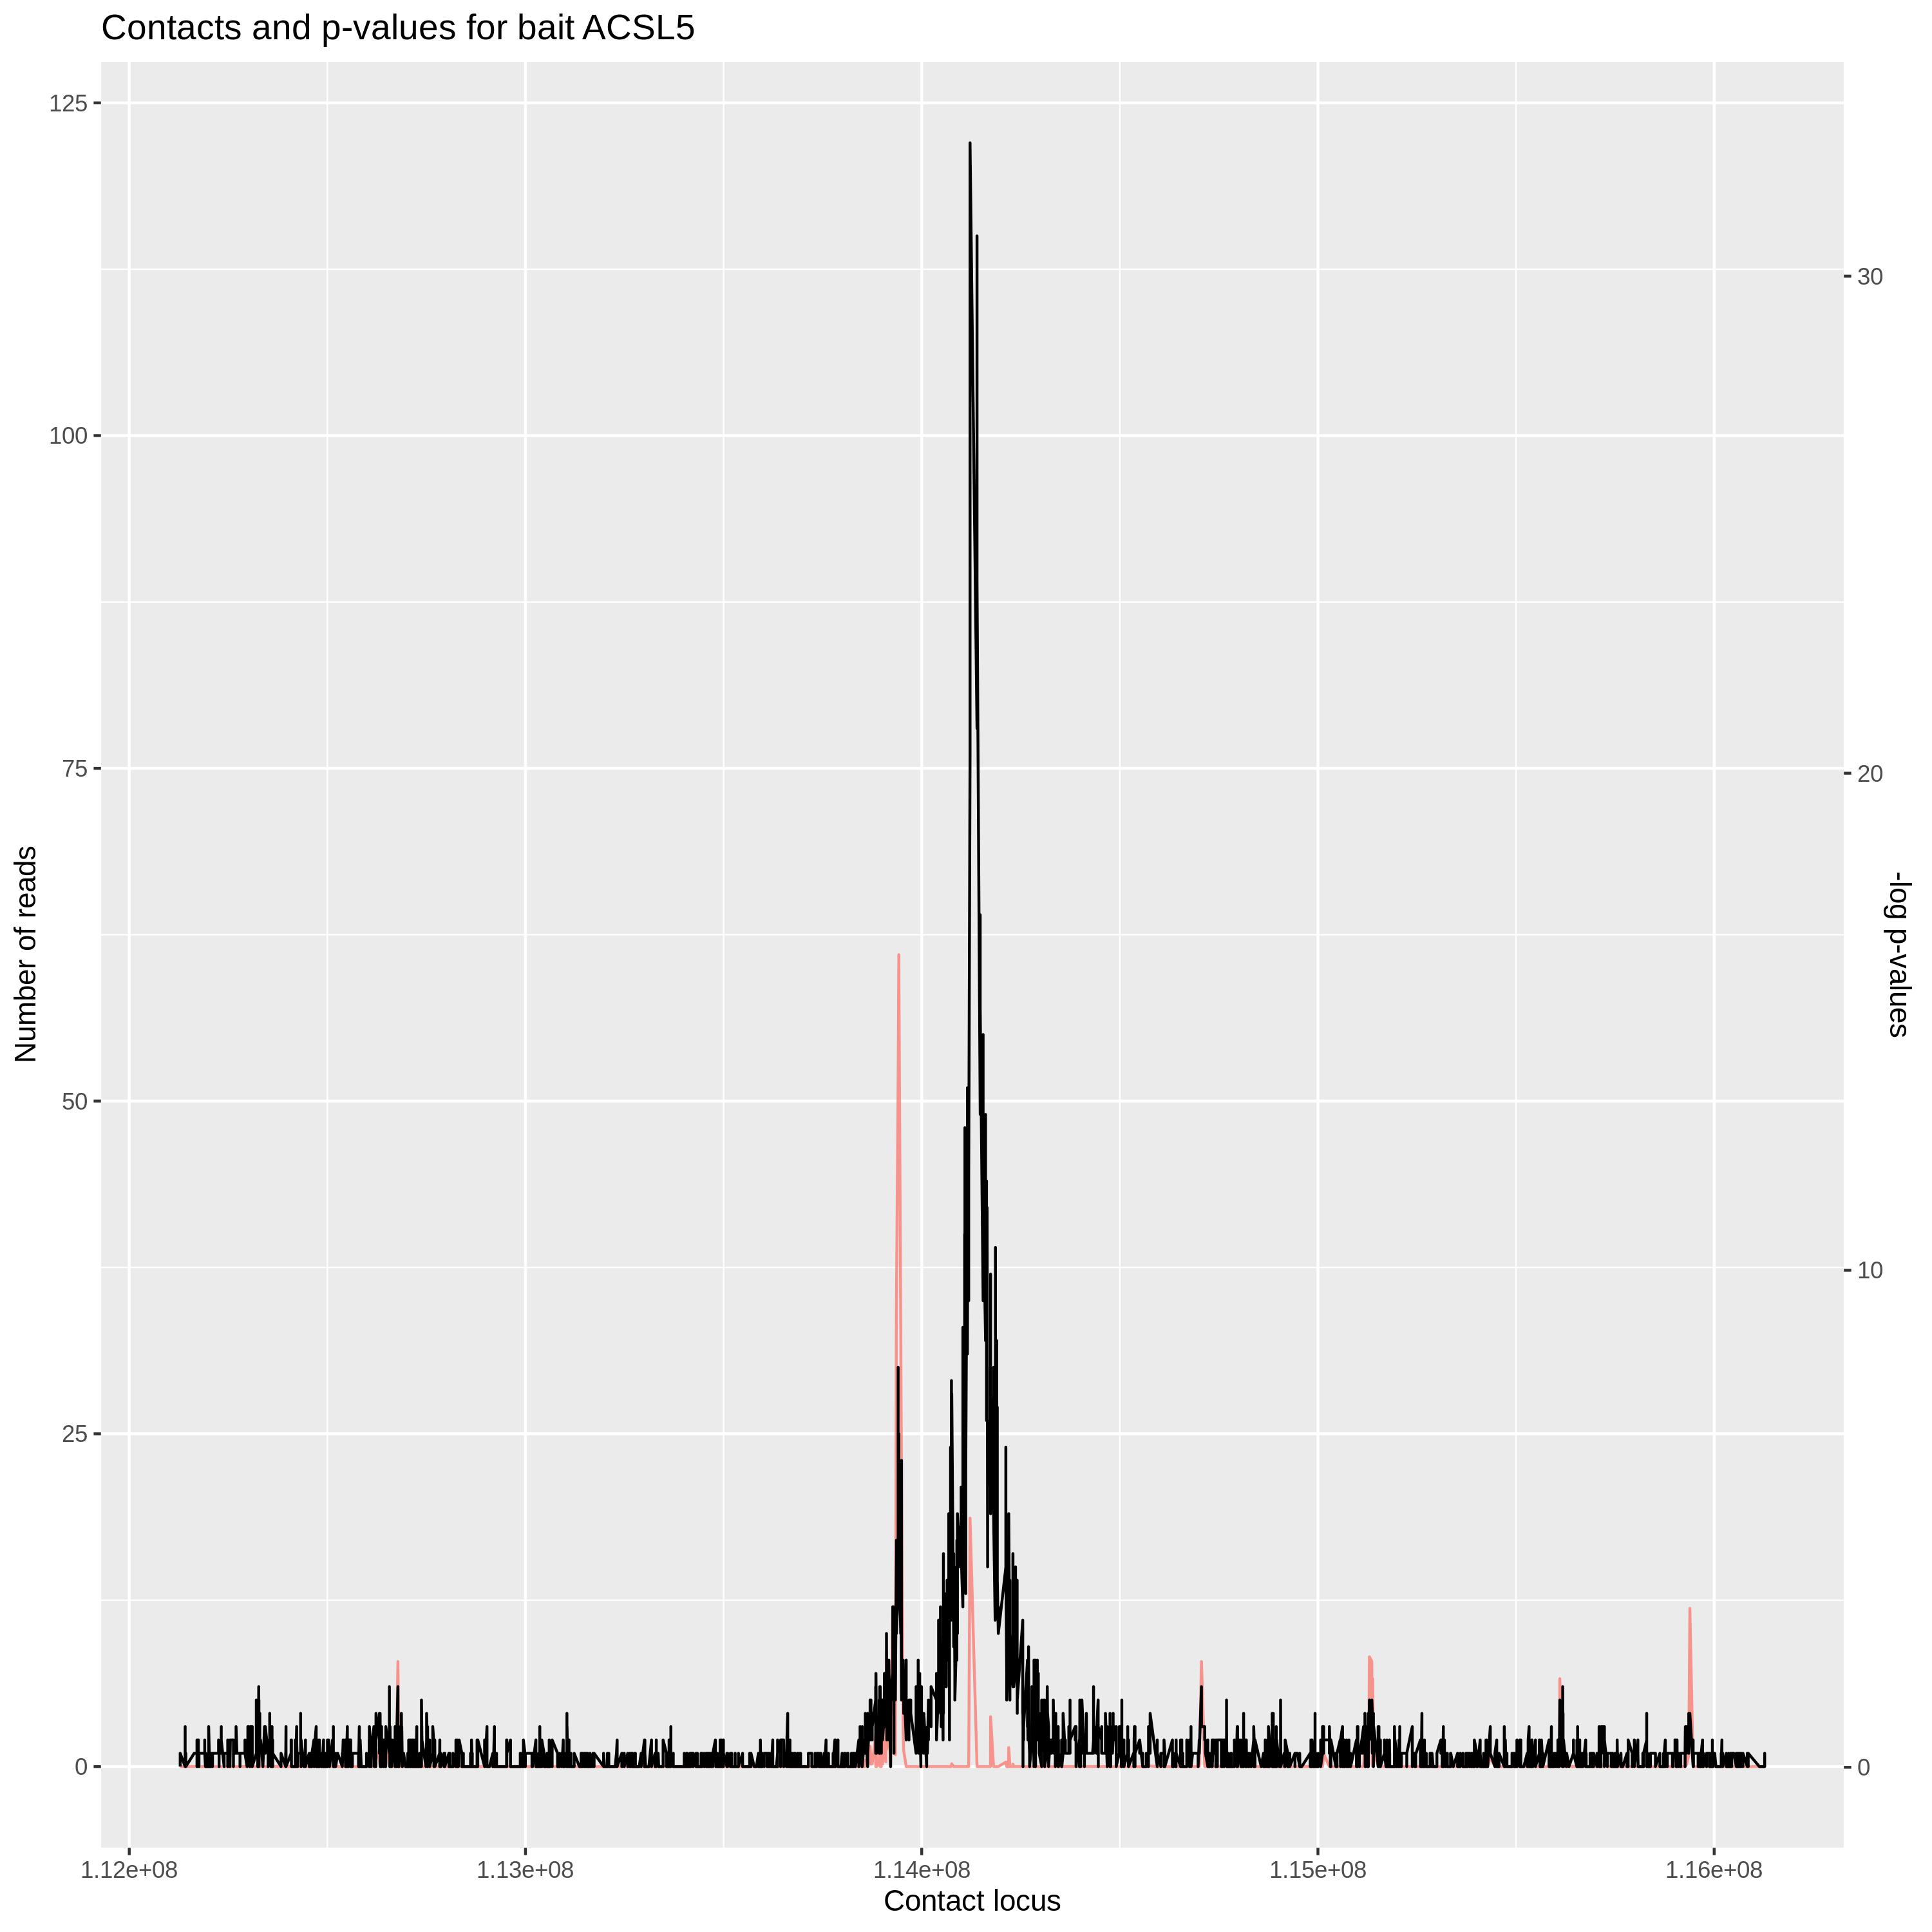 Contacts and p-values for bait ACSL5
125
100
75
50
25
0
Number of reads
30
20
10
0
-log p-values
1.12e+08
1.13e+08
1.14e+08
1.15e+08
1.16e+08
Contact locus